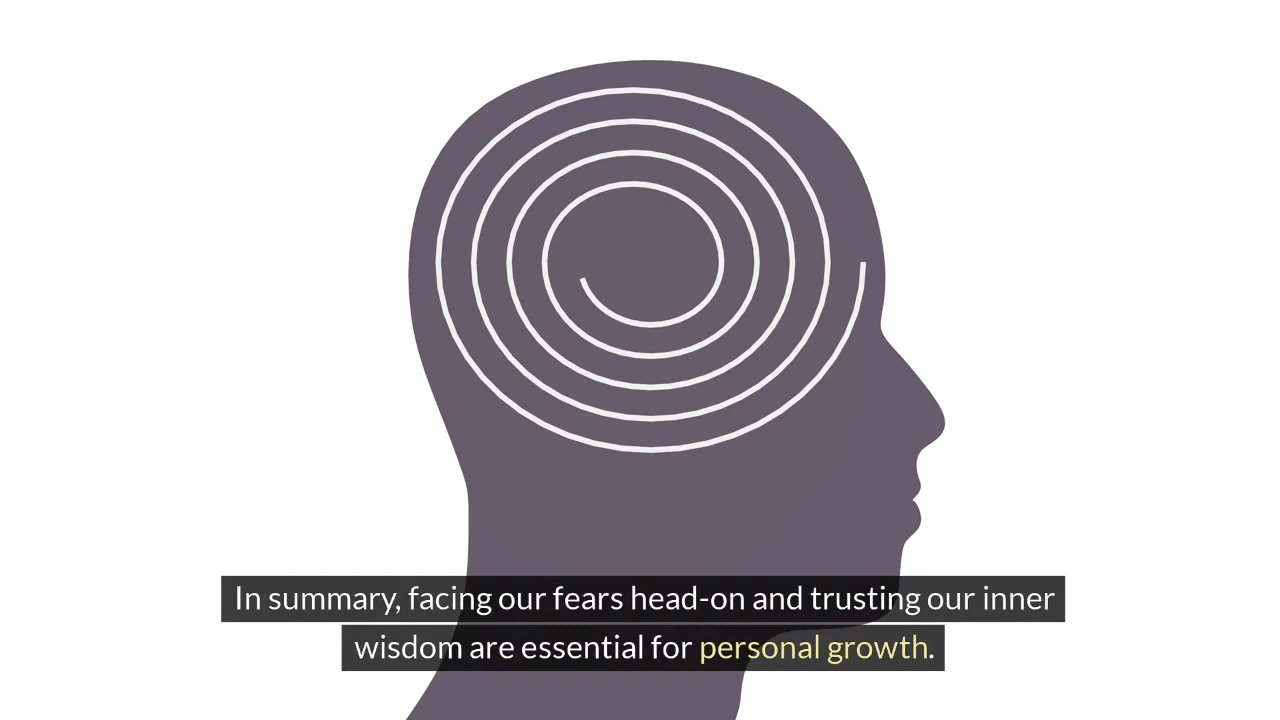 In summary, facing our fears head-on and trusting our inner
wisdom are essential for personal growth.